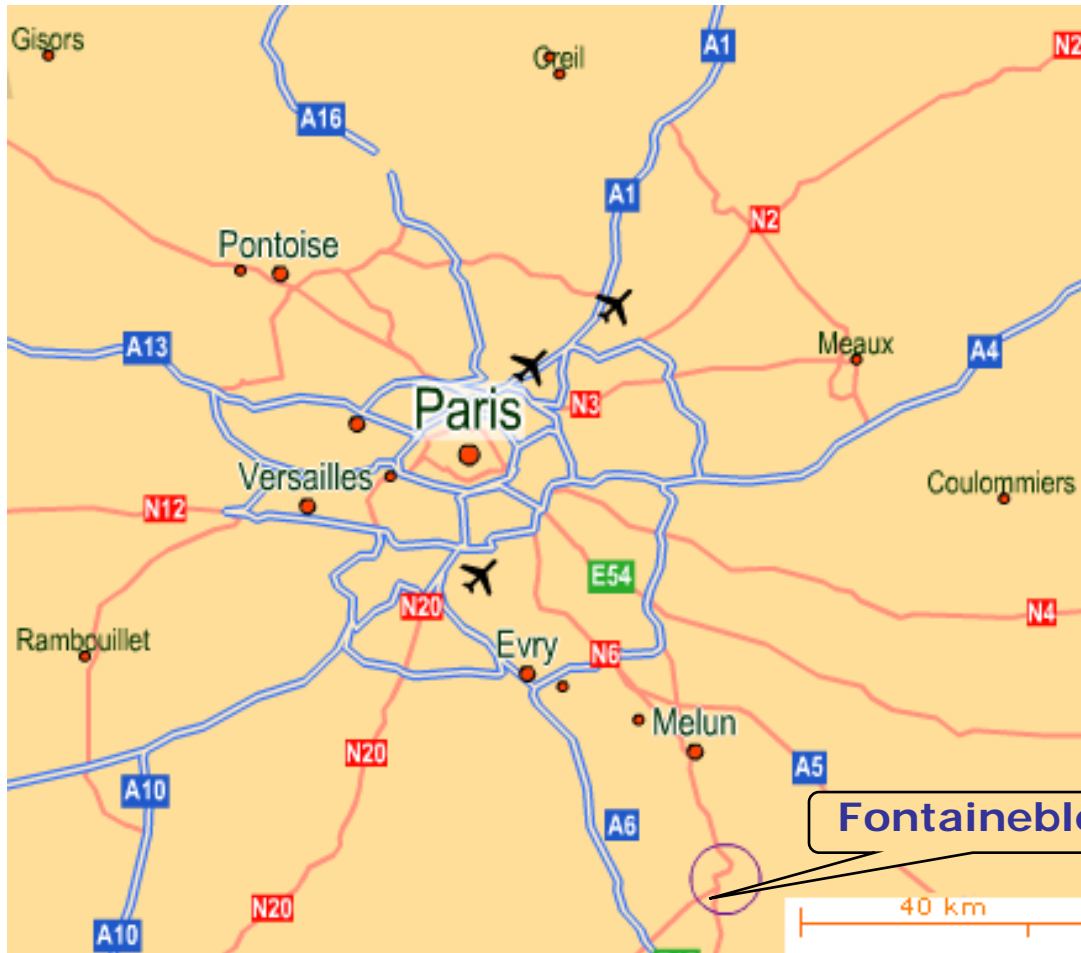 Gisors
Creil
A1
N2
A16
A1
N2
Pontoise
A13
Meaux
A4
Paris
N3
Versailles
Coulommiers
N12
E54
N20
N4
Rambouillet
Evry
N6
Melun
N20
A5
A10
A6
Fontaineble
N20
40 km
A10